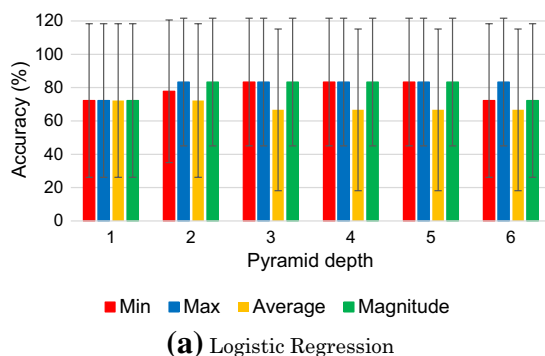 120
100
80
60
40
20
0
Accuracy (%)
1 2 3 4 5 6
Pyramid depth
Min Max Average Magnitude
(a) Logistic Regression